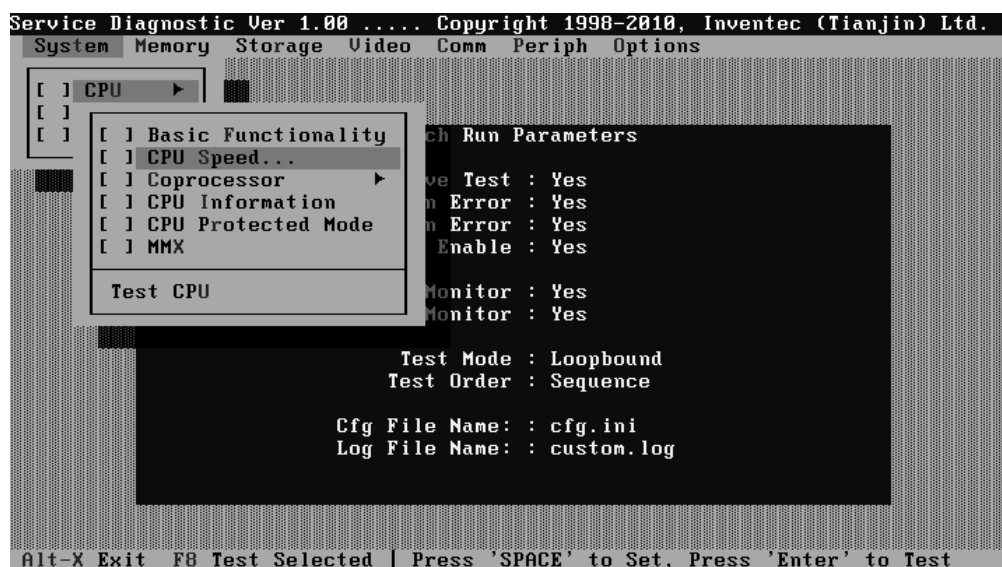 Service Diagnostic Ver 1.00 ..... Copyright 1998-2010, Inventec (Tianjin) Ltd.
System Memory Storage Video Comm Periph Options
[ ] CPU ►
[ ]
[ ]
[ ] Basic Functionality
[ ] CPU Speed...
[ ] Coprocessor ►
[ ] CPU Information
[ ] CPU Protected Mode
[ ] MMX
Test CPU
ch Run Parameters
ve Test : Yes
n Error : Yes
n Error : Yes
Enable : Yes
Monitor : Yes
Monitor : Yes
Test Mode : Loopbound
Test Order : Sequence
Cfg File Name: : cfg.ini
Log File Name: : custom.log
Alt-X Exit F8 Test Selected | Press 'SPACE' to Set, Press 'Enter' to Test